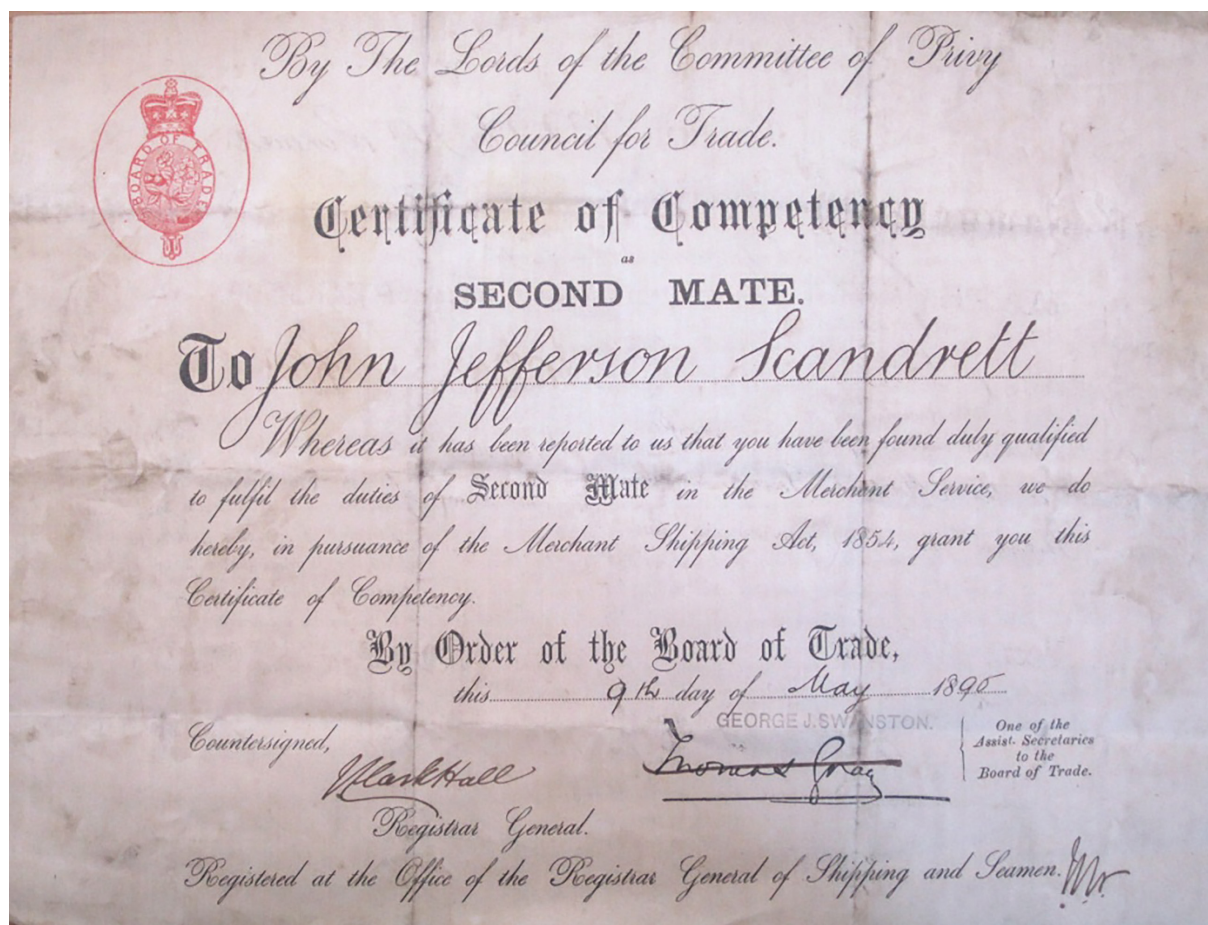 By The Lords of the Committee of Privy
Council for Trade.
BOARD OF TRADE
Certificate of Competency
as
SECOND MATE.
To John Jefferson Scandrett
Whereas it has been reported to us that you have been found duly qualified
to fulfil the duties of Second Mate in the Merchant Service, we do
hereby, in pursuance of the Merchant Shipping Act, 1854, grant you this
Certificate of Competency.
By Order of the Board of Trade,
this 9th day of May 1895
GEORGE J. SWANSTON.
Countersigned,
Thomas Gray
One of the
Assist. Secretaries
to the
Board of Trade.
Clark Hall
Registrar General.
Registered at the Office of the Registrar General of Shipping and Seamen.